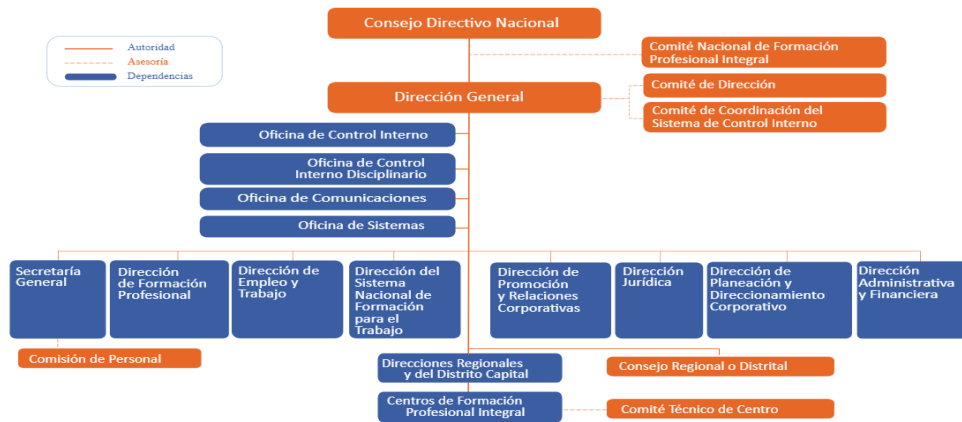 Consejo Directivo Nacional
Autoridad
Asesoría
Dependencias
Comité Nacional de Formación
Profesional Integral
Dirección General
Comité de Dirección
Comité de Coordinación del
Sistema de Control Interno
Oficina de Control Interno
Oficina de Control
Interno Disciplinario
Oficina de Comunicaciones
Oficina de Sistemas
Secretaría
General
Dirección
de Formación
Profesional
Dirección de
Empleo y
Trabajo
Dirección del
Sistema
Nacional de
Formación
para el
Trabajo
Dirección de
Promoción
y Relaciones
Corporativas
Dirección
Jurídica
Dirección de
Planeación y
Direccionamiento
Corporativo
Dirección
Administrativa
y Financiera
Comisión de Personal
Direcciones Regionales
y del Distrito Capital
Consejo Regional o Distrital
Centros de Formación
Profesional Integral
Comité Técnico de Centro